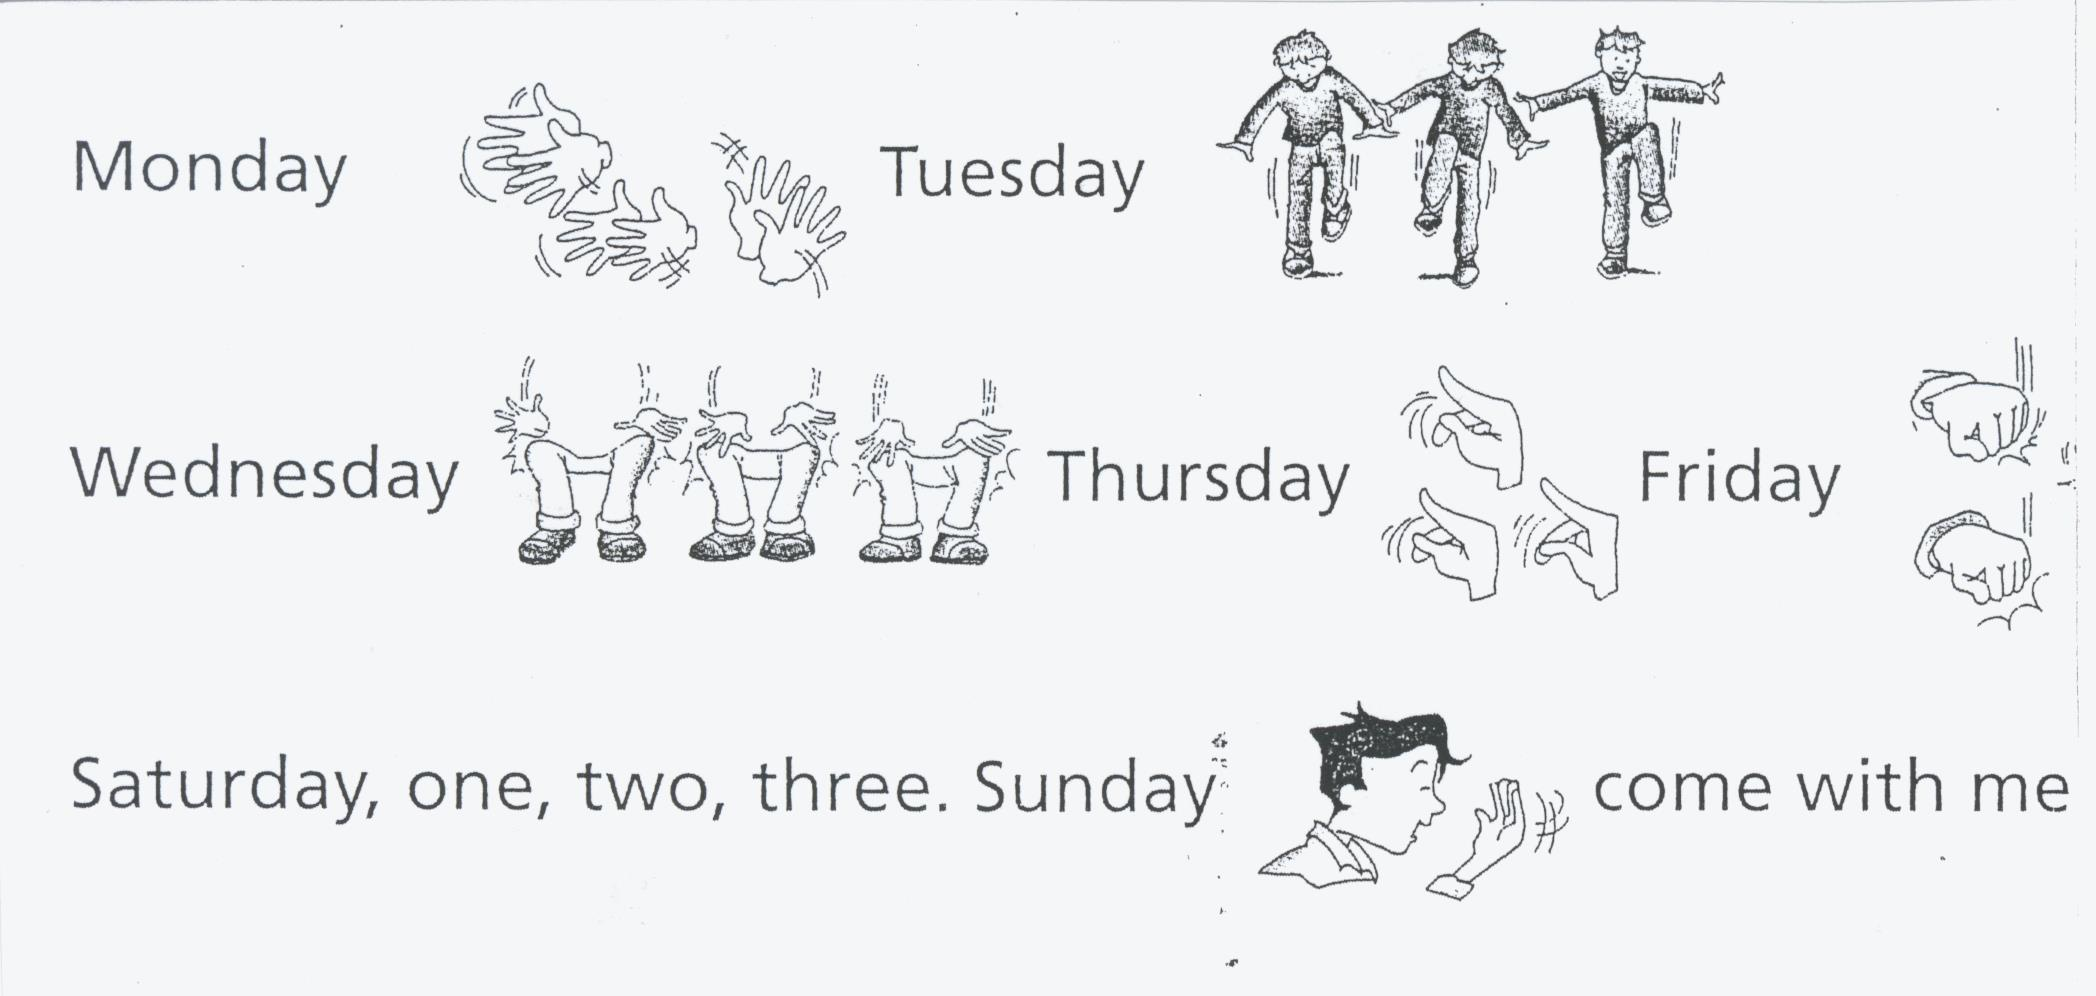 Monday Tuesday
Wednesday Thursday Friday
Saturday, one, two, three. Sunday come with me